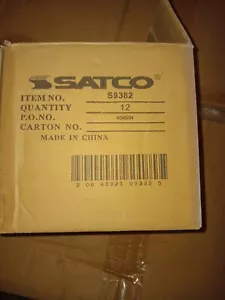 SATCO
ITEM NO. S9382
QUANTITY 12
P.O.NO.
CARTON NO.
MADE IN CHINA